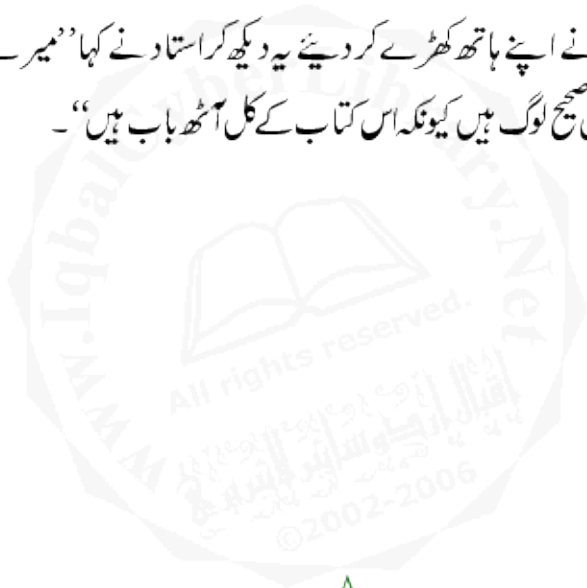 نے اپنے ہاتھ کھڑے کر دیئے یہ دیکھ کر استاد نے کہا ’’میرے
صحیح لوگ ہیں کیونکہ اس کتاب کے کل آٹھ باب ہیں‘‘۔
www.IqbalCyberLibrary.Net
All rights reserved.
©2002-2006